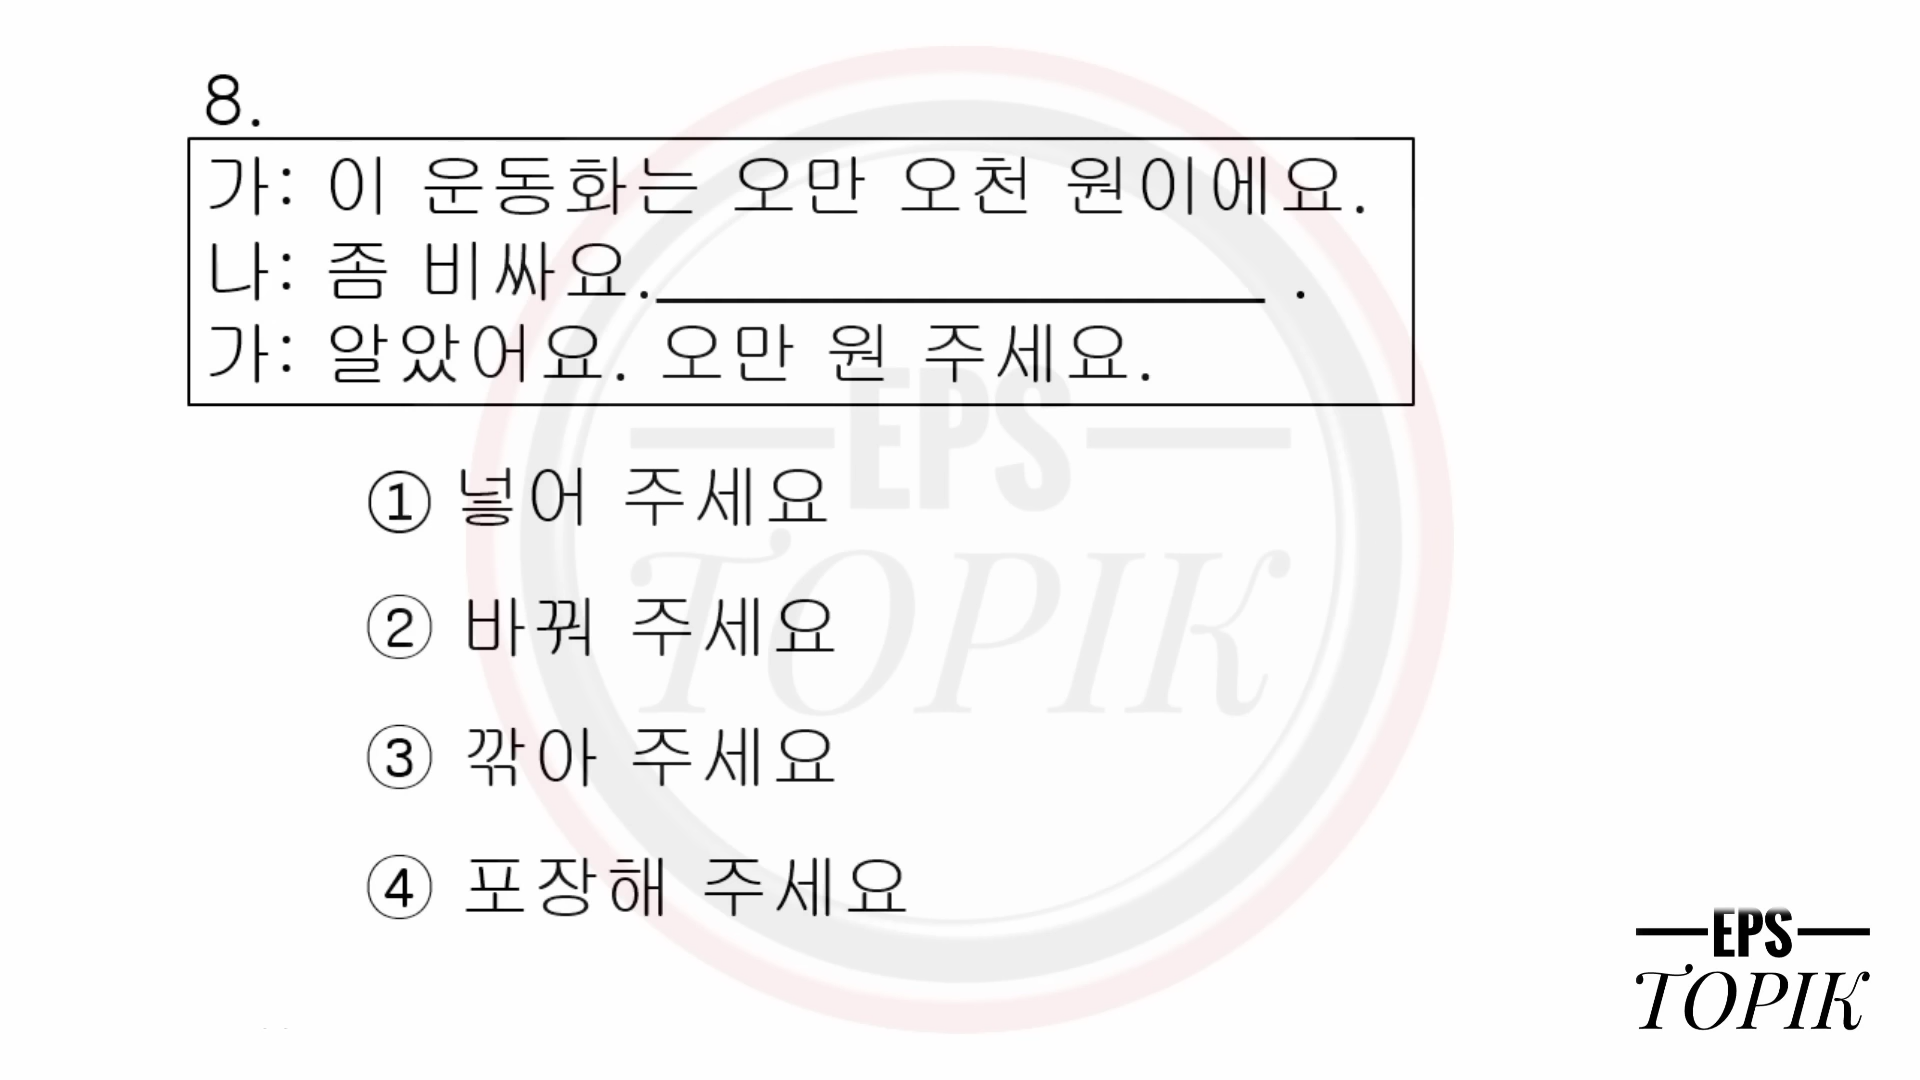 8.
가: 이 운동화는 오만 오천 원이에요.
나: 좀 비싸요.____________________ .
가: 알았어요. 오만 원 주세요.
① 넣어 주세요
② 바꿔 주세요
③ 깎아 주세요
④ 포장해 주세요
EPS
TOPIK
EPS
TOPIK